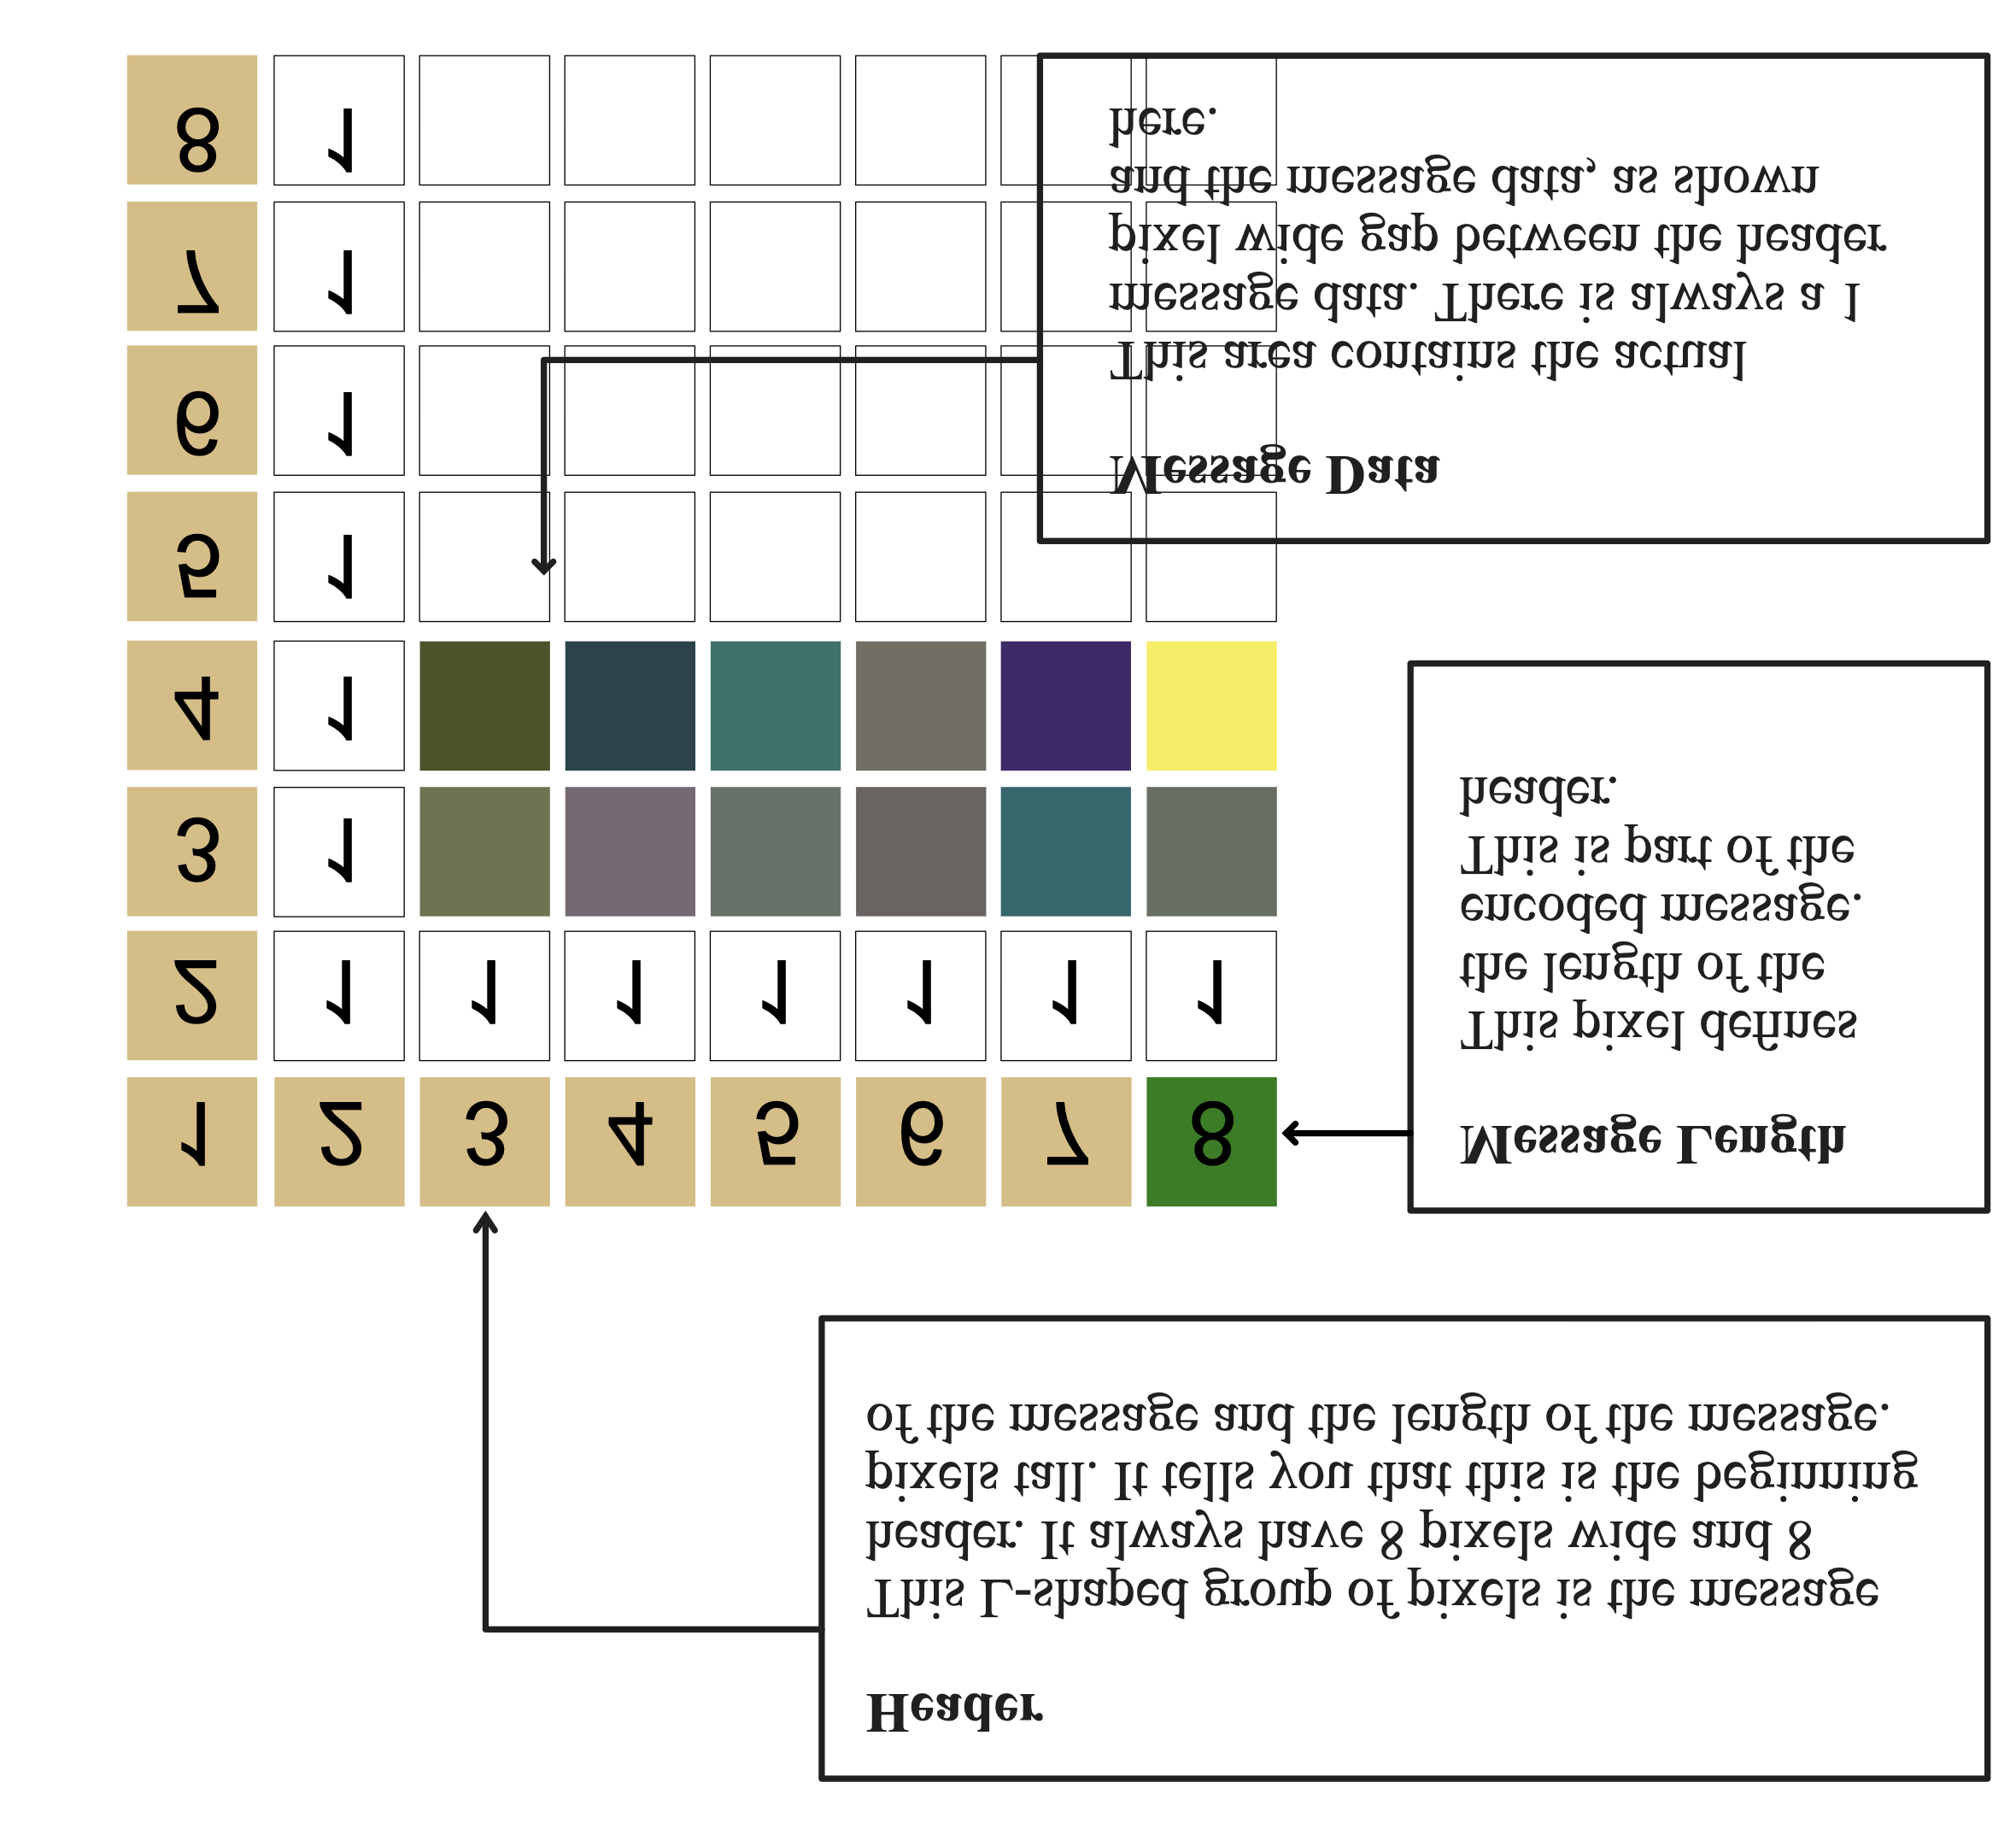 Header
This L-shaped group of pixels is the message
header. It always have 8 pixels wide and 8
pixels tall. It tells you that this is the beginning
of the message and the length of the message.
1 2 3 4 5 6 7 8
2 1 1 1 1 1 1 1
3 1
4 1
5 1
6 1
7 1
8 1
Message Length
This pixel defines
the length of the
encoded message.
This is part of the
header.
Message Data
This area contains the actual
message data. There is always a 1
pixel wide gap between the header
and the message data, as shown
here.